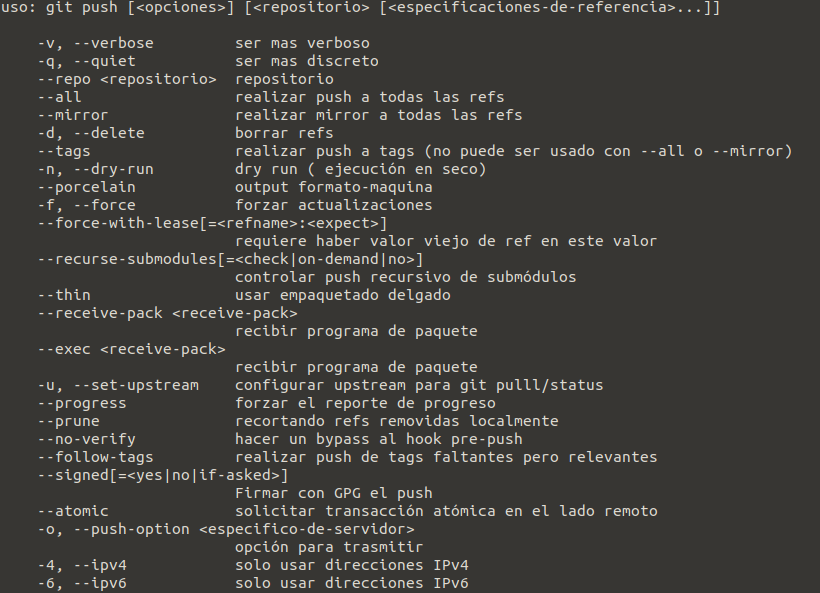 uso: git push [<opciones>] [<repositorio> [<especificaciones-de-referencia>...]]
-v, --verbose ser mas verboso
-q, --quiet ser mas discreto
--repo <repositorio> repositorio
--all realizar push a todas las refs
--mirror realizar mirror a todas las refs
-d, --delete borrar refs
--tags realizar push a tags (no puede ser usado con --all o --mirror)
-n, --dry-run dry run ( ejecución en seco)
--porcelain output formato-maquina
-f, --force forzar actualizaciones
--force-with-lease[=<refname>:<expect>]
requiere haber valor viejo de ref en este valor
--recurse-submodules[=<check|on-demand|no>]
controlar push recursivo de submódulos
--thin usar empaquetado delgado
--receive-pack <receive-pack>
recibir programa de paquete
--exec <receive-pack>
recibir programa de paquete
-u, --set-upstream configurar upstream para git pulll/status
--progress forzar el reporte de progreso
--prune recortando refs removidas localmente
--no-verify hacer un bypass al hook pre-push
--follow-tags realizar push de tags faltantes pero relevantes
--signed[=<yes|no|if-asked>]
Firmar con GPG el push
--atomic solicitar transacción atómica en el lado remoto
-o, --push-option <especifico-de-servidor>
opción para trasmitir
-4, --ipv4 solo usar direcciones IPv4
-6, --ipv6 solo usar direcciones IPv6